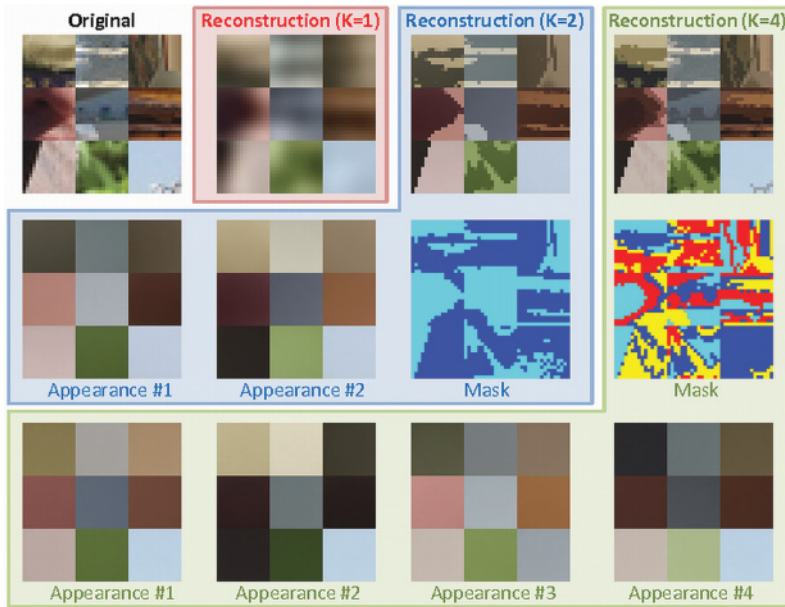 Original
Reconstruction (K=1)
Reconstruction (K=2)
Reconstruction (K=4)
Appearance #1
Appearance #2
Mask
Mask
Appearance #1
Appearance #2
Appearance #3
Appearance #4